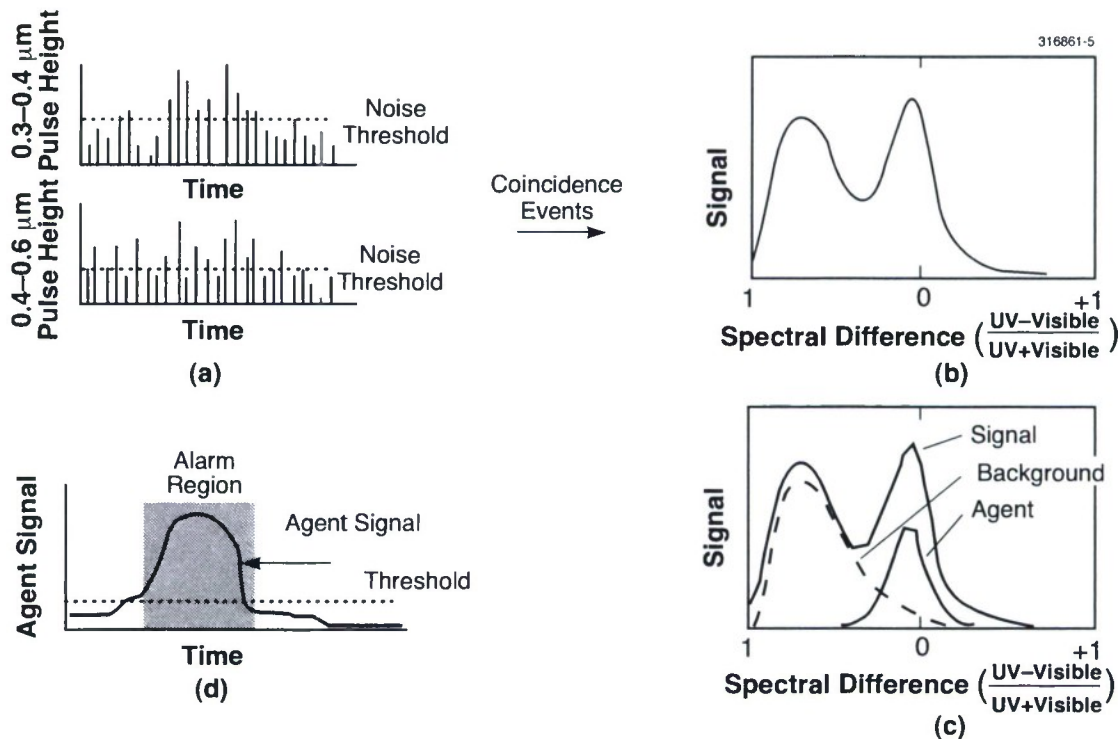 316861-5
0.3–0.4 μm
Pulse Height
Noise
Threshold
Time
0.4–0.6 μm
Pulse Height
Noise
Threshold
Time
(a)
Coincidence
Events
Signal
1 0 +1
Spectral Difference (UV–Visible / UV+Visible)
(b)
Signal
Signal
Background
Agent
1 0 +1
Spectral Difference (UV–Visible / UV+Visible)
(c)
Agent Signal
Alarm
Region
Agent Signal
Threshold
Time
(d)